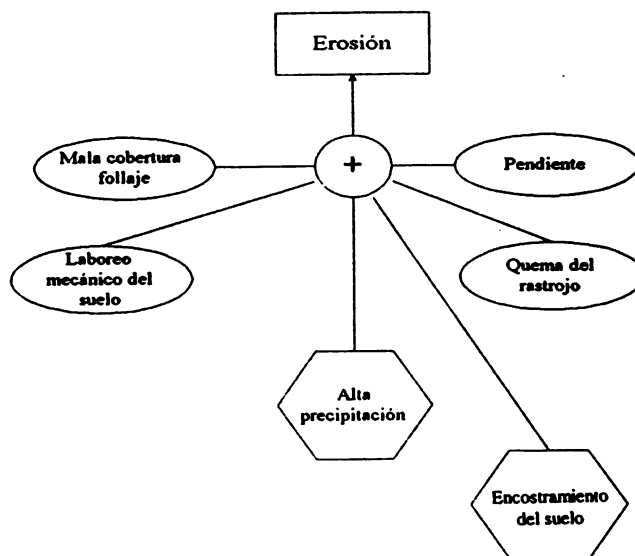 Erosión
Mala cobertura
follaje
+
Pendiente
Laboreo
mecánico del
suelo
Quema del
rastrojo
Alta
precipitación
Encostramiento
del suelo